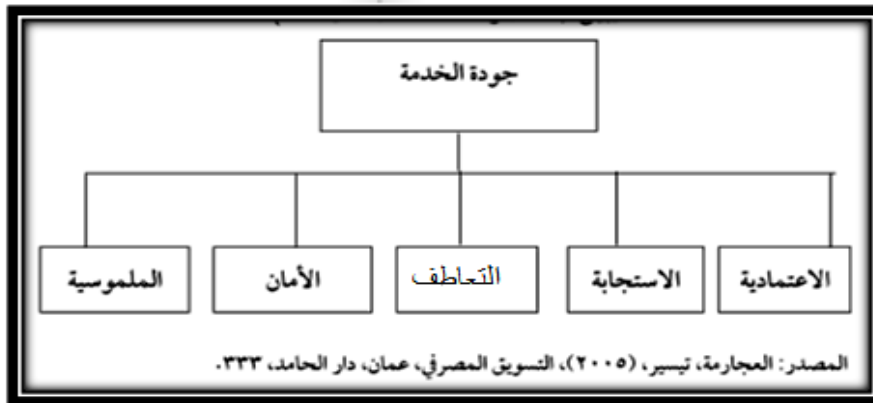 جودة الخدمة
الاعتمادية
الاستجابة
التعاطف
الأمان
الملموسية
المصدر: العجارمة، تيسير، (٢٠٠٥)، التسويق المصرفي، عمان، دار الحامد، ٣٣٣.